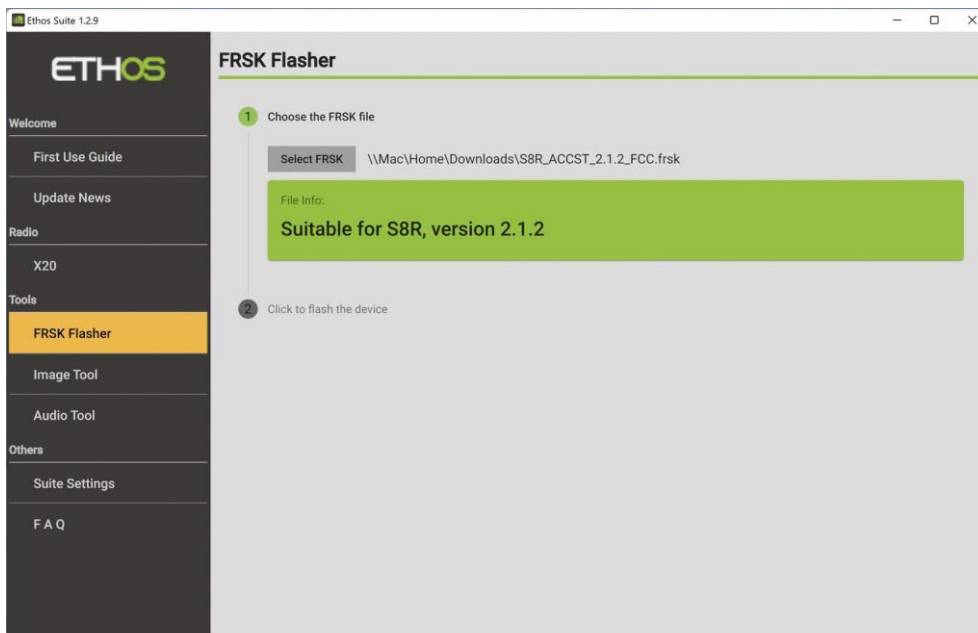 Ethos Suite 1.2.9
ETHOS
Welcome
First Use Guide
Update News
Radio
X20
Tools
FRSK Flasher
Image Tool
Audio Tool
Others
Suite Settings
F A Q
FRSK Flasher
1 Choose the FRSK file
Select FRSK \\Mac\Home\Downloads\S8R_ACCST_2.1.2_FCC.frsk
File Info:
Suitable for S8R, version 2.1.2
2 Click to flash the device